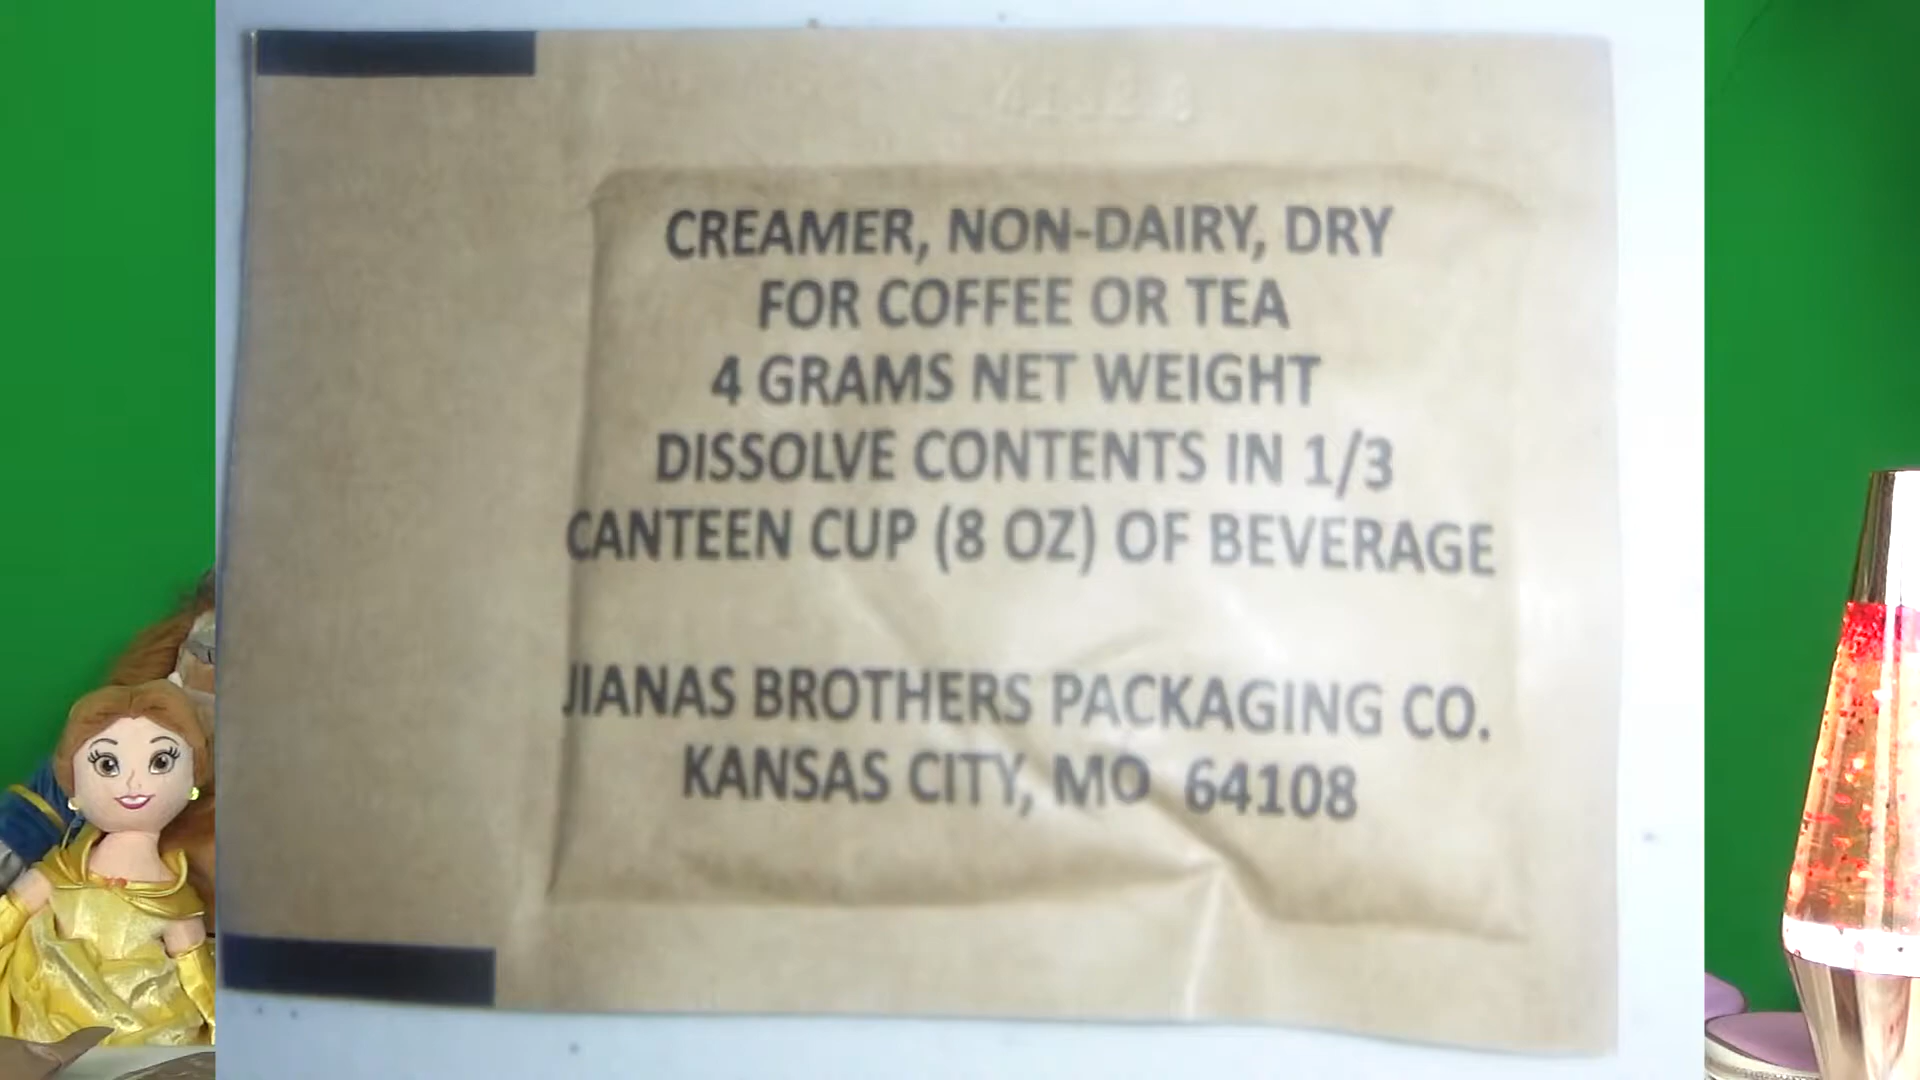 CREAMER, NON-DAIRY, DRY
FOR COFFEE OR TEA
4 GRAMS NET WEIGHT
DISSOLVE CONTENTS IN 1/3
CANTEEN CUP (8 OZ) OF BEVERAGE
JIANAS BROTHERS PACKAGING CO.
KANSAS CITY, MO 64108